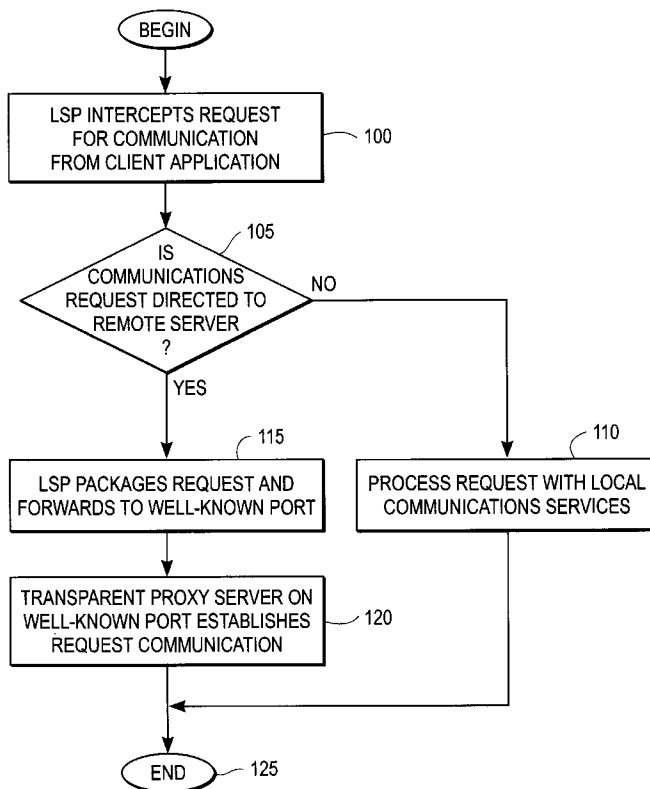 BEGIN
LSP INTERCEPTS REQUEST
FOR COMMUNICATION
FROM CLIENT APPLICATION
100
105
IS
COMMUNICATIONS
REQUEST DIRECTED TO
REMOTE SERVER
?
NO
YES
115
LSP PACKAGES REQUEST AND
FORWARDS TO WELL-KNOWN PORT
110
PROCESS REQUEST WITH LOCAL
COMMUNICATIONS SERVICES
TRANSPARENT PROXY SERVER ON
WELL-KNOWN PORT ESTABLISHES
REQUEST COMMUNICATION
120
END
125